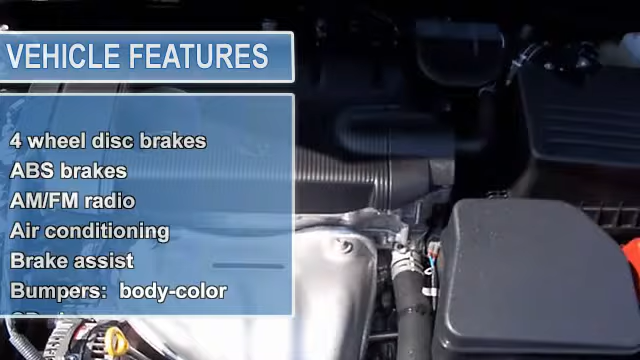 VEHICLE FEATURES
4 wheel disc brakes
ABS brakes
AM/FM radio
Air conditioning
Brake assist
Bumpers:  body-color